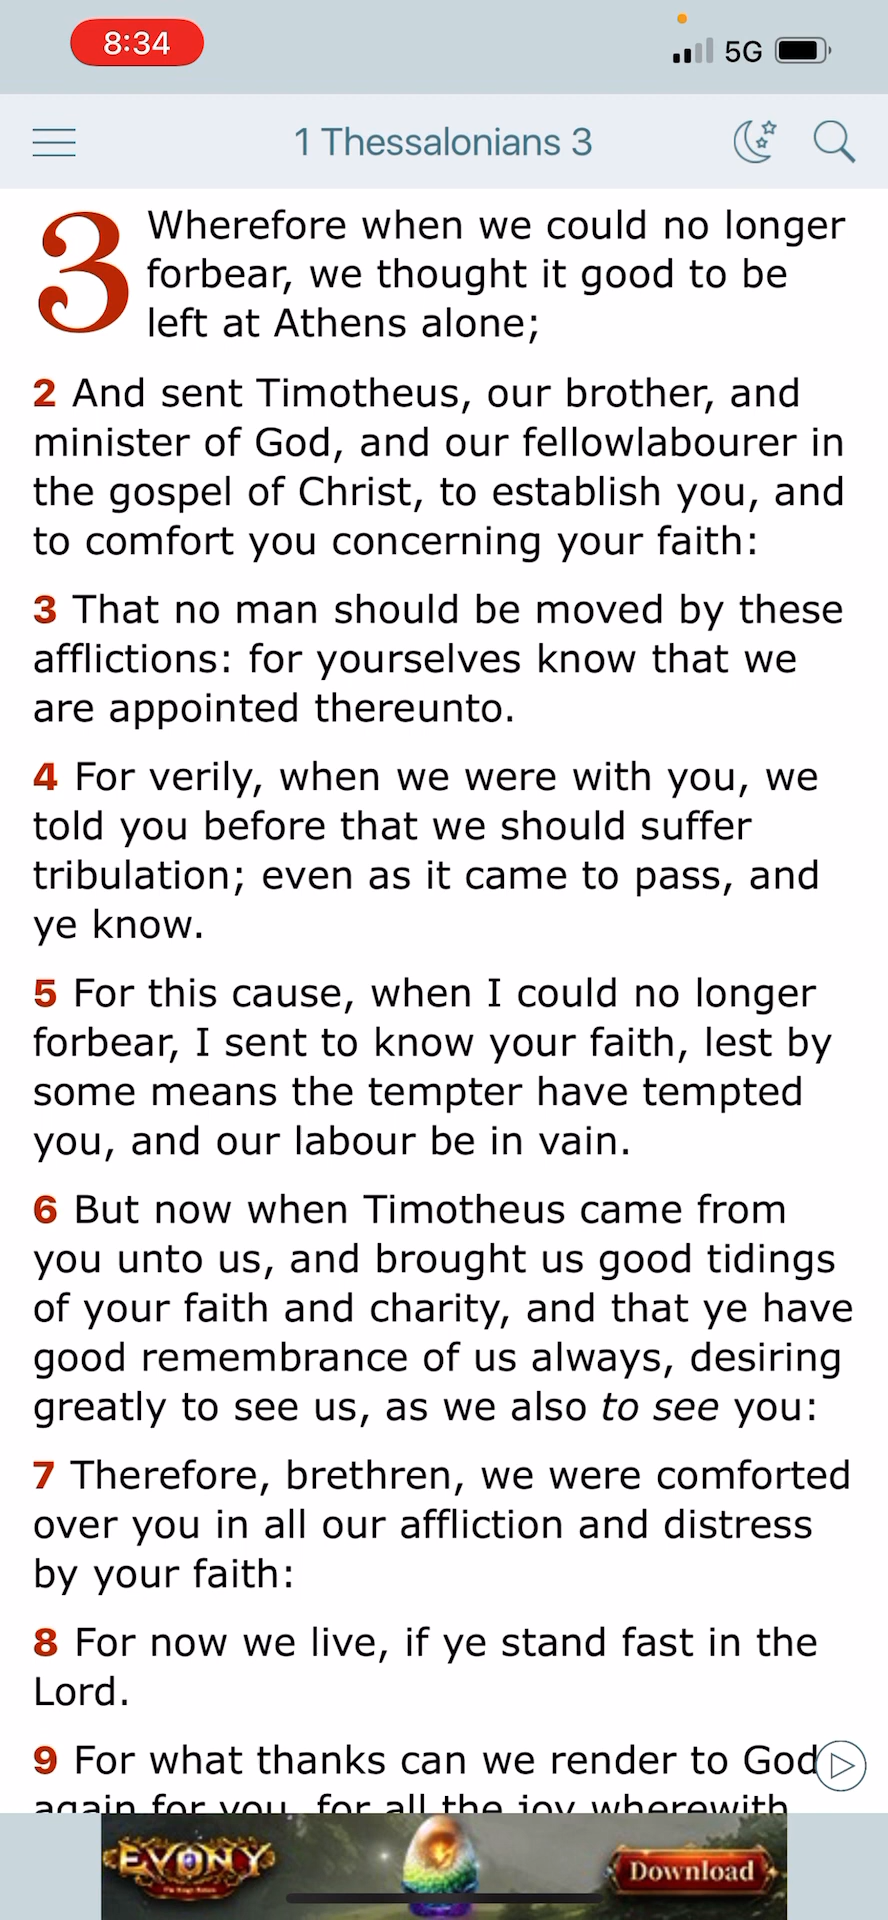 8:34
5G
1 Thessalonians 3
3 Wherefore when we could no longer
forbear, we thought it good to be
left at Athens alone;
2 And sent Timotheus, our brother, and
minister of God, and our fellowlabourer in
the gospel of Christ, to establish you, and
to comfort you concerning your faith:
3 That no man should be moved by these
afflictions: for yourselves know that we
are appointed thereunto.
4 For verily, when we were with you, we
told you before that we should suffer
tribulation; even as it came to pass, and
ye know.
5 For this cause, when I could no longer
forbear, I sent to know your faith, lest by
some means the tempter have tempted
you, and our labour be in vain.
6 But now when Timotheus came from
you unto us, and brought us good tidings
of your faith and charity, and that ye have
good remembrance of us always, desiring
greatly to see us, as we also to see you:
7 Therefore, brethren, we were comforted
over you in all our affliction and distress
by your faith:
8 For now we live, if ye stand fast in the
Lord.
9 For what thanks can we render to God
again for you, for all the joy wherewith
EVONY
Download